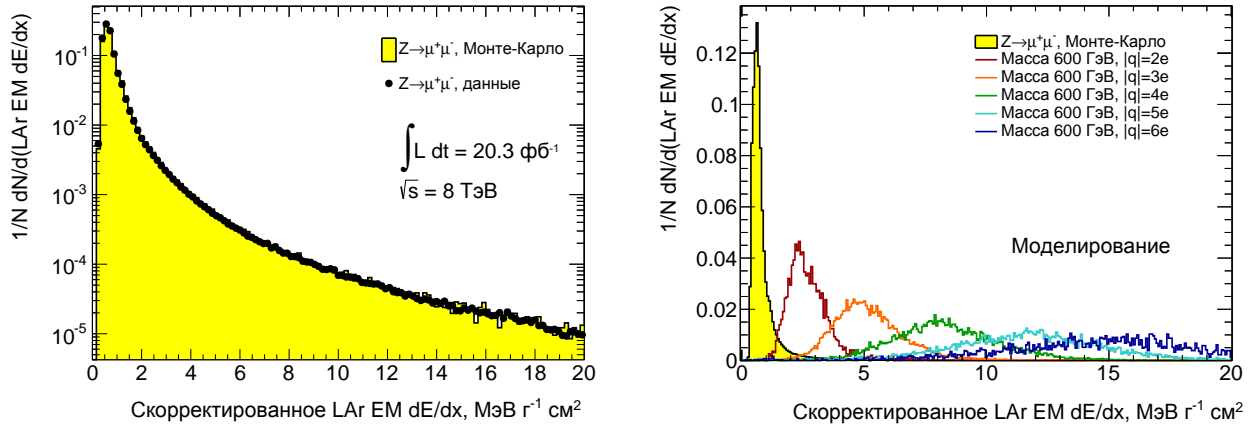 1/N dN/d(LAr EM dE/dx)
10⁻¹
10⁻²
10⁻³
10⁻⁴
10⁻⁵
Z→μ⁺μ⁻, Монте-Карло
Z→μ⁺μ⁻, данные
∫L dt = 20.3 фб⁻¹
√s = 8 ТэВ
0 2 4 6 8 10 12 14 16 18 20
Скорректированное LAr EM dE/dx, МэВ г⁻¹ см²
1/N dN/d(LAr EM dE/dx)
0.12
0.1
0.08
0.06
0.04
0.02
0
Z→μ⁺μ⁻, Монте-Карло
Масса 600 ГэВ, |q|=2e
Масса 600 ГэВ, |q|=3e
Масса 600 ГэВ, |q|=4e
Масса 600 ГэВ, |q|=5e
Масса 600 ГэВ, |q|=6e
Моделирование
0 5 10 15 20
Скорректированное LAr EM dE/dx, МэВ г⁻¹ см²